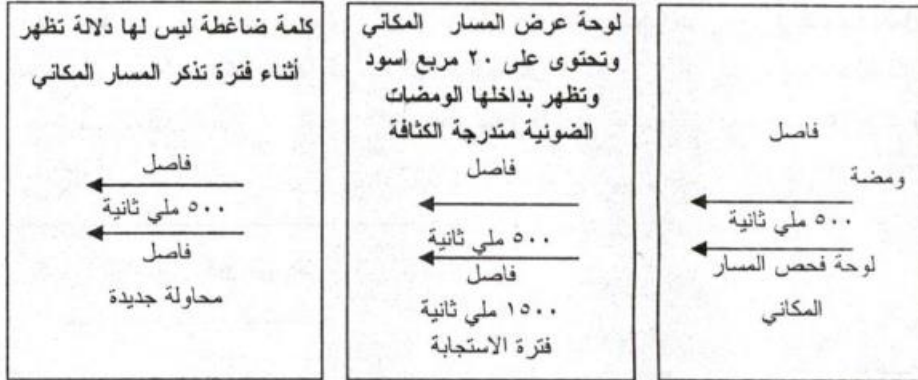 فاصل
ومضة
٥٠٠ ملي ثانية
لوحة فحص المسار
المكاني
لوحة عرض المسار المكاني
وتحتوى على ٢٠ مربع اسود
وتظهر بداخلها الومضات
الضوئية متدرجة الكثافة
فاصل
٥٠٠ ملي ثانية
فاصل
١٥٠٠ ملي ثانية
فترة الاستجابة
كلمة ضاغطة ليس لها دلالة تظهر
أثناء فترة تذكر المسار المكاني
فاصل
٥٠٠ ملي ثانية
فاصل
محاولة جديدة